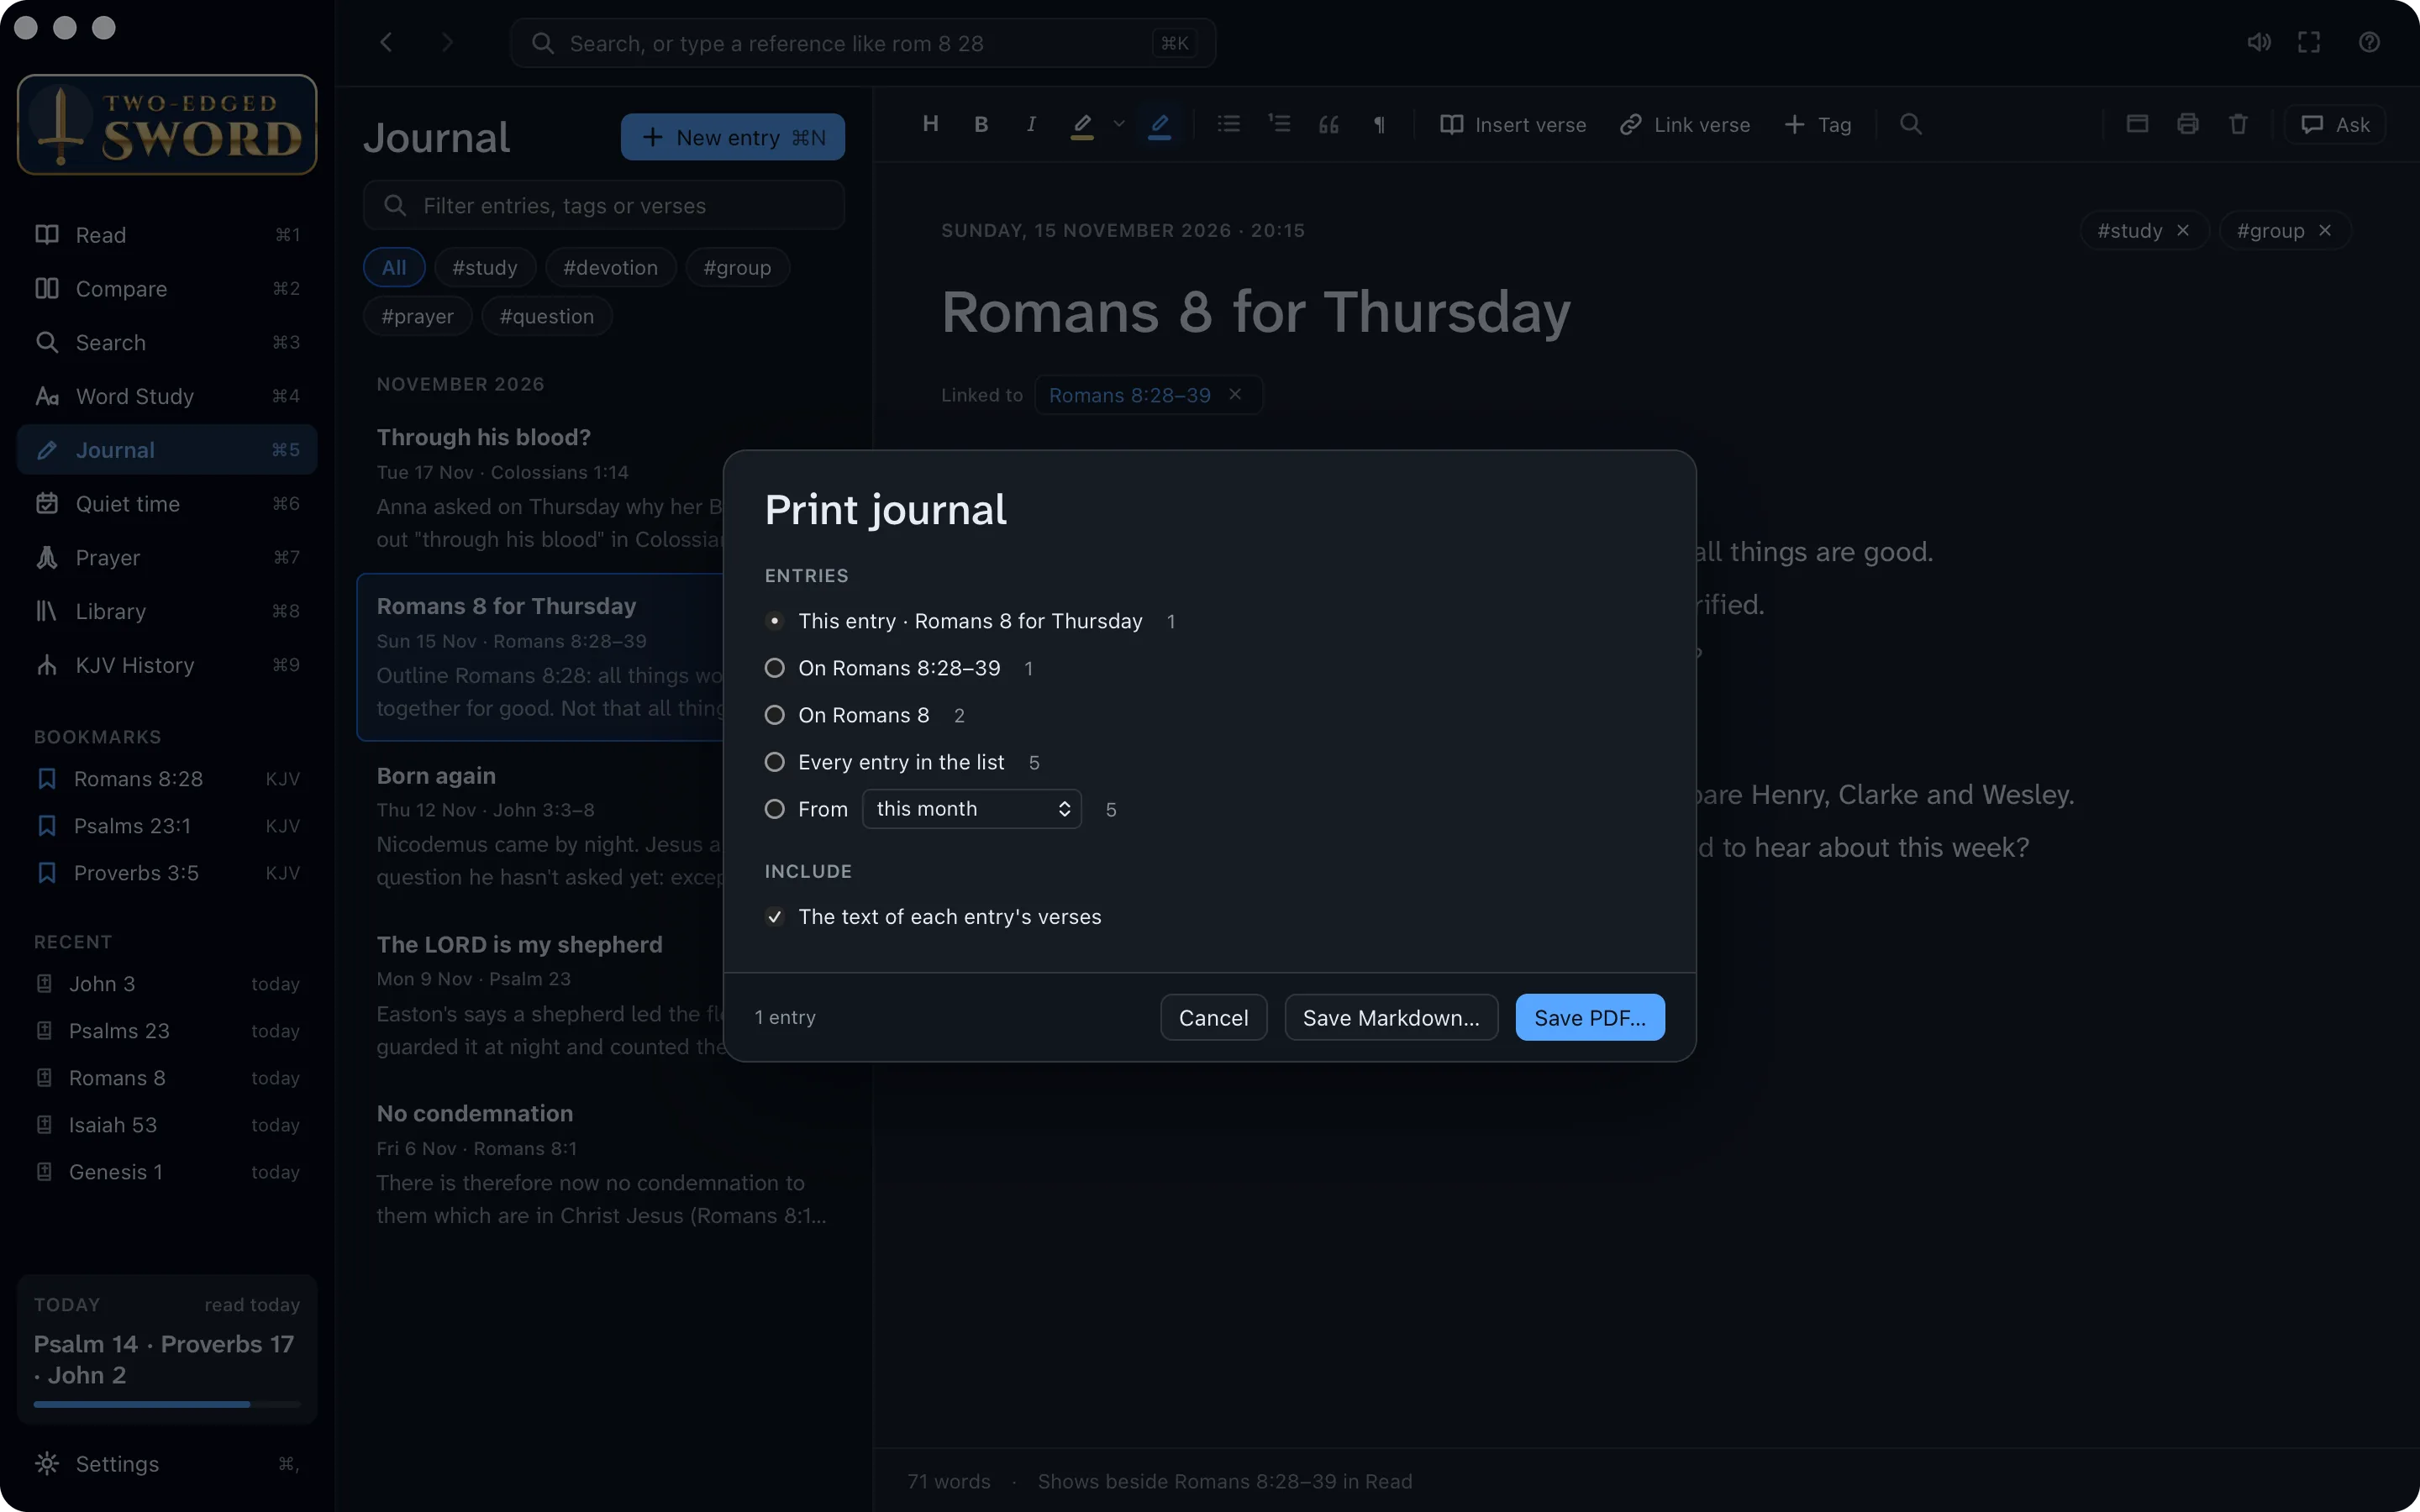 TWO-EDGED
SWORD
Read ⌘1
Compare ⌘2
Search ⌘3
Word Study ⌘4
Journal ⌘5
Quiet time ⌘6
Prayer ⌘7
Library ⌘8
KJV History ⌘9
BOOKMARKS
Romans 8:28 KJV
Psalms 23:1 KJV
Proverbs 3:5 KJV
RECENT
John 3 today
Psalms 23 today
Romans 8 today
Isaiah 53 today
Genesis 1 today
TODAY read today
Psalm 14 · Proverbs 17
· John 2
Settings ⌘,
Search, or type a reference like rom 8 28 ⌘K
Journal
New entry ⌘N
Filter entries, tags or verses
All #study #devotion #group
#prayer #question
NOVEMBER 2026
Through his blood?
Tue 17 Nov · Colossians 1:14
Anna asked on Thursday why her B
out "through his blood" in Colossia
Romans 8 for Thursday
Sun 15 Nov · Romans 8:28–39
Outline Romans 8:28: all things wo
together for good. Not that all thing
Born again
Thu 12 Nov · John 3:3–8
Nicodemus came by night. Jesus a
question he hasn't asked yet: excep
The LORD is my shepherd
Mon 9 Nov · Psalm 23
Easton's says a shepherd led the fl
guarded it at night and counted the
No condemnation
Fri 6 Nov · Romans 8:1
There is therefore now no condemnation to
them which are in Christ Jesus (Romans 8:1...
H B I Insert verse Link verse Tag Ask
SUNDAY, 15 NOVEMBER 2026 · 20:15
#study #group
Romans 8 for Thursday
Linked to Romans 8:28–39
all things are good.
rified.
?
pare Henry, Clarke and Wesley.
d to hear about this week?
71 words · Shows beside Romans 8:28–39 in Read
Print journal
ENTRIES
This entry · Romans 8 for Thursday 1
On Romans 8:28–39 1
On Romans 8 2
Every entry in the list 5
From this month 5
INCLUDE
The text of each entry's verses
1 entry
Cancel
Save Markdown...
Save PDF...